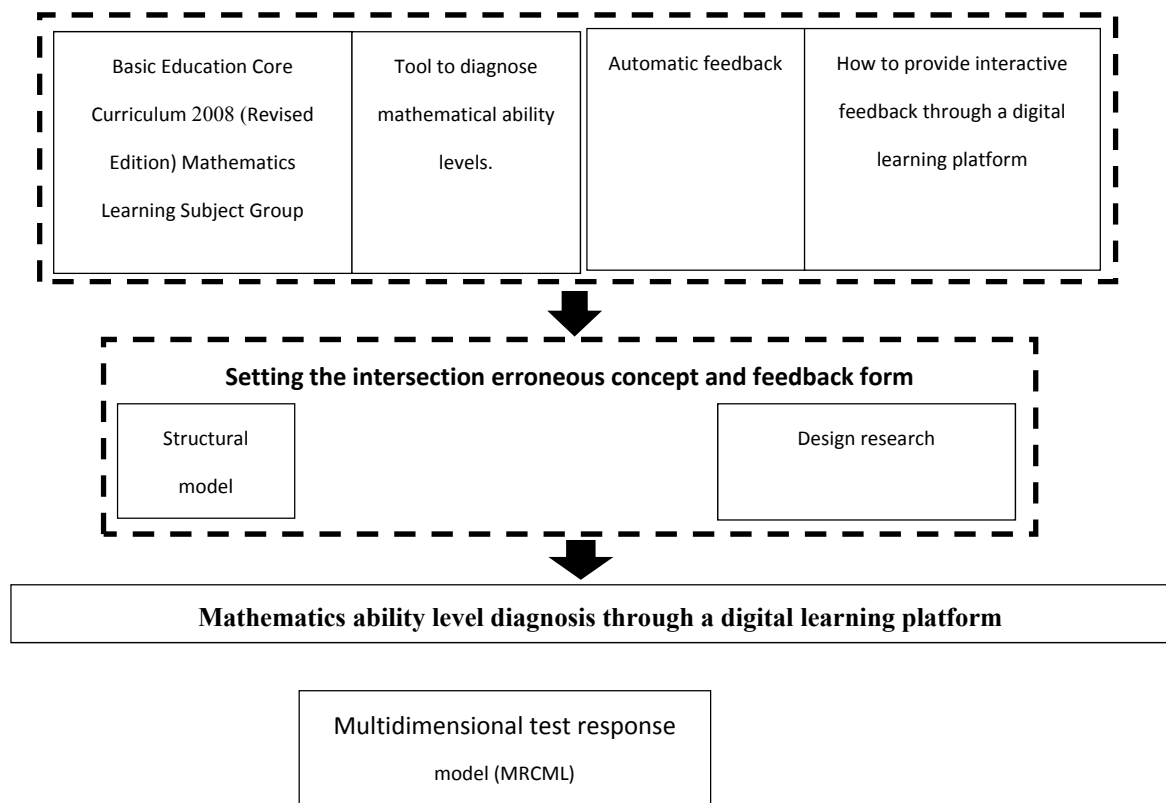 Basic Education Core
Curriculum 2008 (Revised
Edition) Mathematics
Learning Subject Group
Tool to diagnose
mathematical ability
levels.
Automatic feedback
How to provide interactive
feedback through a digital
learning platform
Setting the intersection erroneous concept and feedback form
Structural
model
Design research
Mathematics ability level diagnosis through a digital learning platform
Multidimensional test response
model (MRCML)